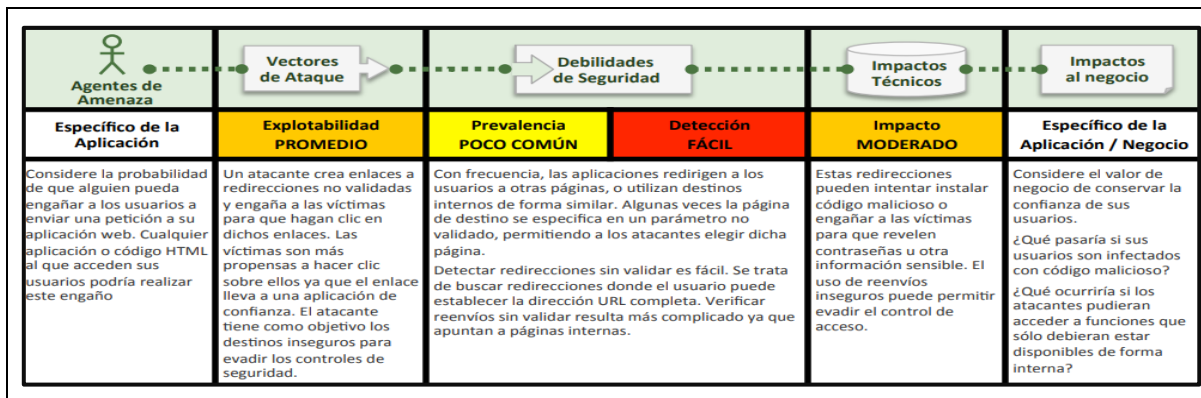 Agentes de
Amenaza
Vectores
de Ataque
Debilidades
de Seguridad
Impactos
Técnicos
Impactos
al negocio
Específico de la
Aplicación
Explotabilidad
PROMEDIO
Prevalencia
POCO COMÚN
Detección
FÁCIL
Impacto
MODERADO
Específico de la
Aplicación / Negocio
Considere la probabilidad
de que alguien pueda
engañar a los usuarios a
enviar una petición a su
aplicación web. Cualquier
aplicación o código HTML
al que acceden sus
usuarios podría realizar
este engaño
Un atacante crea enlaces a
redirecciones no validadas
y engaña a las víctimas
para que hagan clic en
dichos enlaces. Las
víctimas son más
propensas a hacer clic
sobre ellos ya que el enlace
lleva a una aplicación de
confianza. El atacante
tiene como objetivo los
destinos inseguros para
evadir los controles de
seguridad.
Con frecuencia, las aplicaciones redirigen a los
usuarios a otras páginas, o utilizan destinos
internos de forma similar. Algunas veces la página
de destino se especifica en un parámetro no
validado, permitiendo a los atacantes elegir dicha
página.
Detectar redirecciones sin validar es fácil. Se trata
de buscar redirecciones donde el usuario puede
establecer la dirección URL completa. Verificar
reenvíos sin validar resulta más complicado ya que
apuntan a páginas internas.
Estas redirecciones
pueden intentar instalar
código malicioso o
engañar a las víctimas
para que revelen
contraseñas u otra
información sensible. El
uso de reenvíos
inseguros puede permitir
evadir el control de
acceso.
Considere el valor de
negocio de conservar la
confianza de sus
usuarios.
¿Qué pasaría si sus
usuarios son infectados
con código malicioso?
¿Qué ocurriría si los
atacantes pudieran
acceder a funciones que
sólo debieran estar
disponibles de forma
interna?